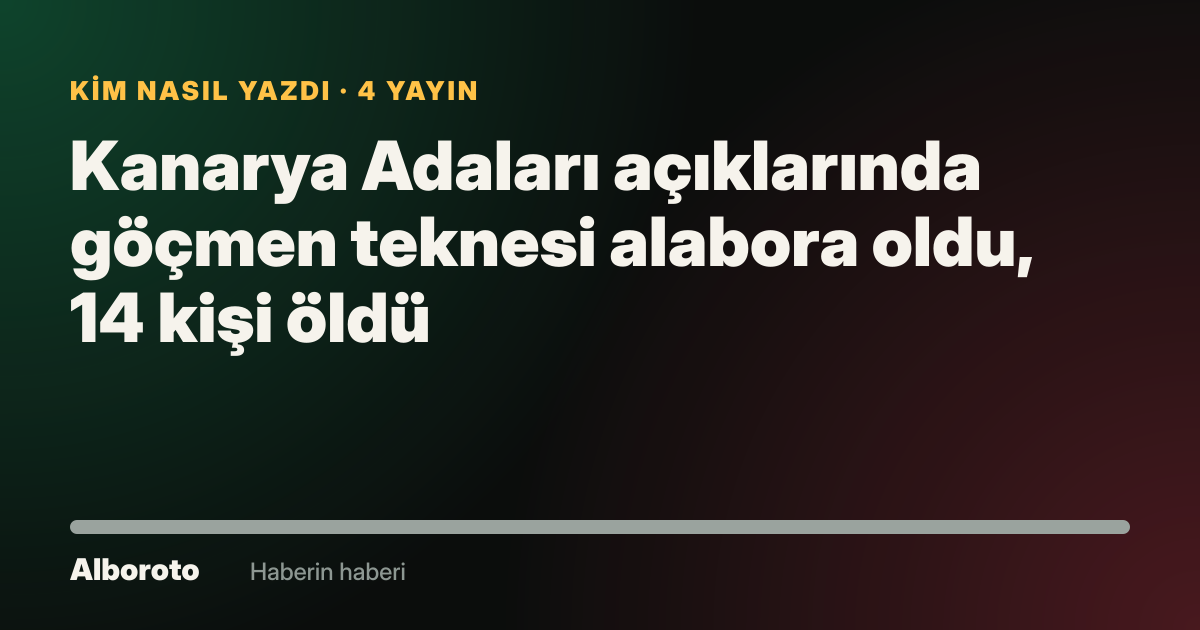 KİM NASIL YAZDI · 4 YAYIN
Kanarya Adaları açıklarında
göçmen teknesi alabora oldu,
14 kişi öldü
Alboroto
Haberin haberi